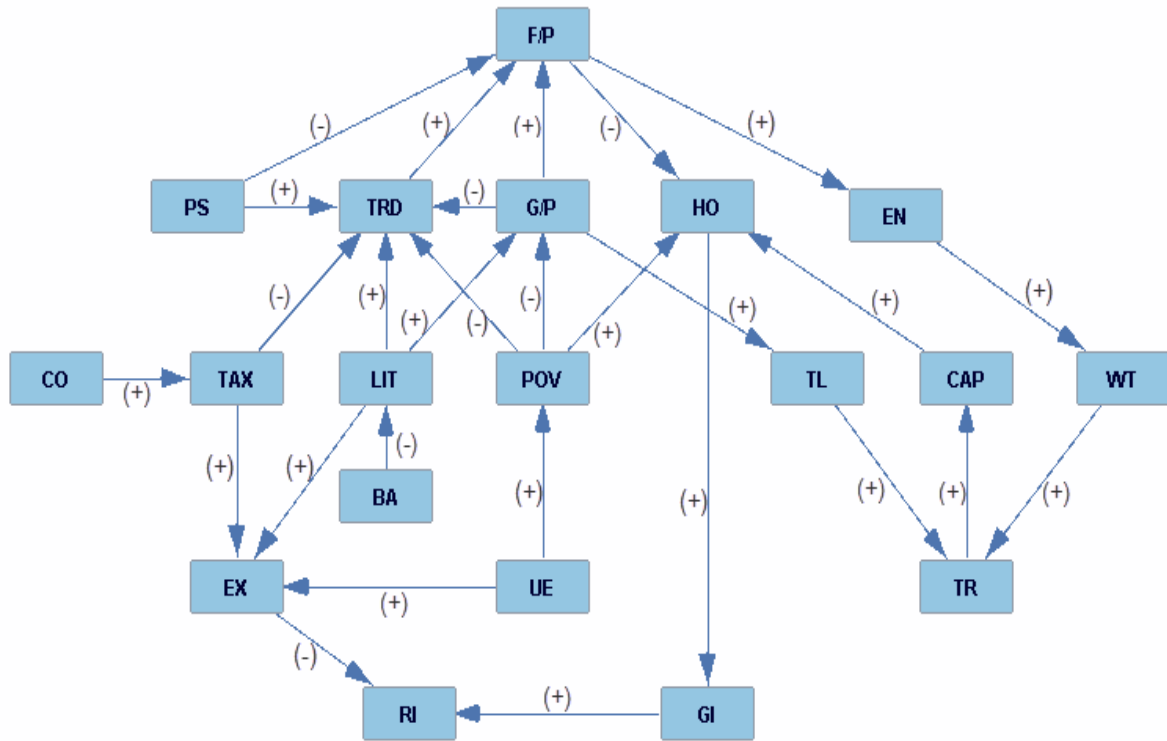 F/P
(-)
(+)
(+)
(-)
(+)
PS
(+)
TRD
(-)
G/P
HO
EN
(-)
(+)
(+)
(-)
(-)
(+)
(+)
(+)
(+)
CO
(+)
TAX
LIT
POV
TL
CAP
WT
(+)
(+)
(-)
BA
(+)
(+)
(+)
(+)
(+)
EX
(+)
UE
TR
(-)
RI
(+)
GI